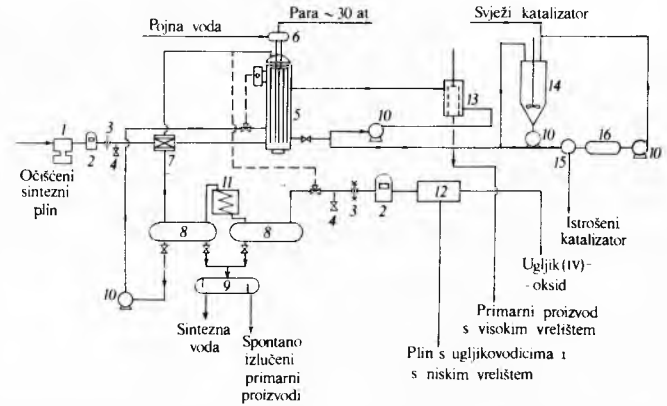 Para ~ 30 at
Pojna voda
Svježi katalizator
6
14
1
3
5
13
10
10
2
4
7
15
16
10
Očišćeni
sintezni
plin
11
8
8
4
3
2
12
Istrošeni
katalizator
10
9
Ugljik (IV)-
-oksid
Sintezna
voda
Spontano
izlučeni
primarni
proizvodi
Primarni proizvod
s visokim vrelištem
Plin s ugljikovodicima i
s niskim vrelištem